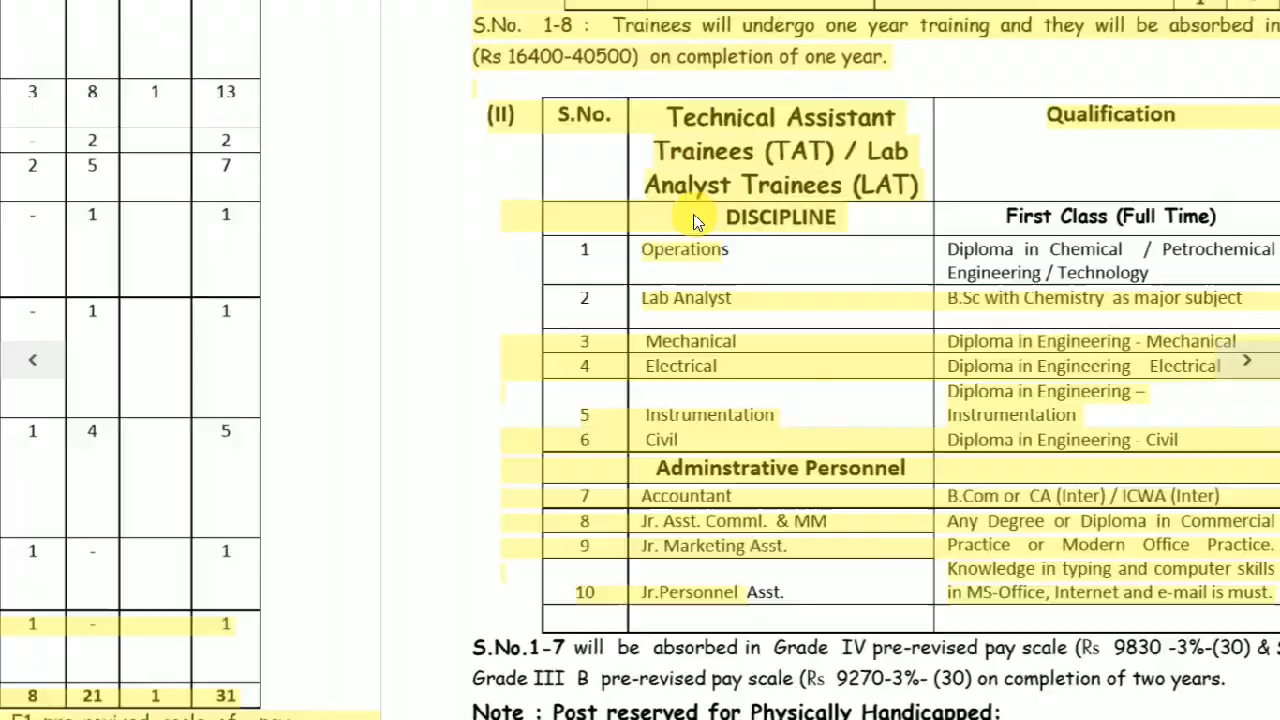 3 8 1 13
- 2 2
2 5 7
- 1 1
- 1 1
1 4 5
1 - 1
1 - 1
8 21 1 31
S.No. 1-8 : Trainees will undergo one year training and they will be absorbed in
(Rs 16400-40500) on completion of one year.
(II) S.No. Technical Assistant Qualification
Trainees (TAT) / Lab
Analyst Trainees (LAT)
DISCIPLINE First Class (Full Time)
1 Operations Diploma in Chemical / Petrochemical
Engineering / Technology
2 Lab Analyst B.Sc with Chemistry as major subject
3 Mechanical Diploma in Engineering - Mechanical
4 Electrical Diploma in Engineering Electrical
Diploma in Engineering –
5 Instrumentation Instrumentation
6 Civil Diploma in Engineering - Civil
Adminstrative Personnel
7 Accountant B.Com or CA (Inter) / ICWA (Inter)
8 Jr. Asst. Comml. & MM Any Degree or Diploma in Commercial
9 Jr. Marketing Asst. Practice or Modern Office Practice.
Knowledge in typing and computer skills
10 Jr.Personnel Asst. in MS-Office, Internet and e-mail is must.
S.No.1-7 will be absorbed in Grade IV pre-revised pay scale (Rs 9830 -3%-(30) &
Grade III B pre-revised pay scale (Rs 9270-3%- (30) on completion of two years.
Note : Post reserved for Physically Handicapped: